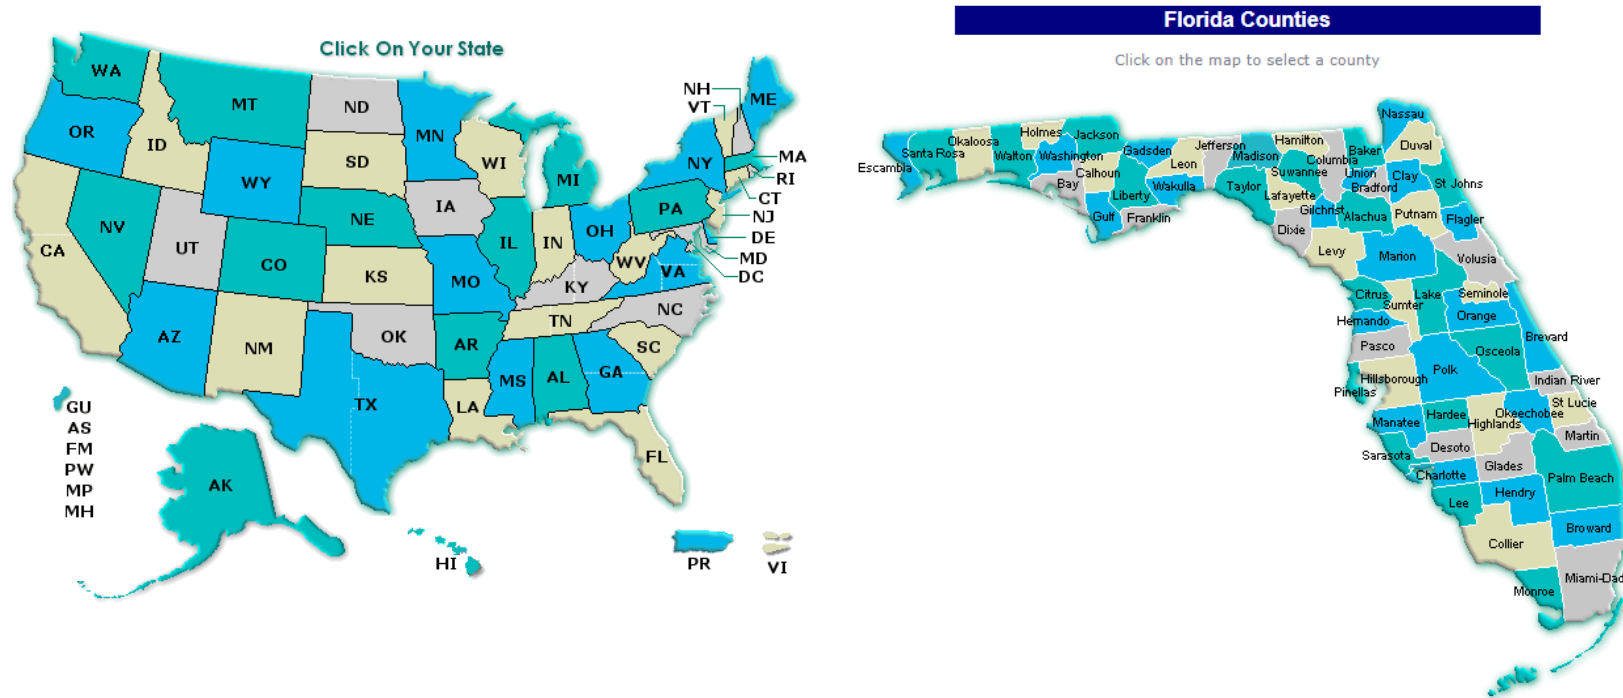 Click On Your State
WA
MT
ND
MN
NH
VT
ME
OR
ID
SD
WI
NY
MA
WY
MI
RI
CT
NJ
NV
NE
IA
PA
UT
CO
IL
IN
OH
DE
CA
KS
MO
WV
VA
MD
DC
KY
NC
TN
AZ
NM
OK
AR
SC
MS
AL
GA
TX
LA
FL
GU
AS
FM
PW
MP
MH
AK
HI
PR
VI
Florida Counties
Click on the map to select a county
Nassau
Holmes
Jackson
Okaloosa
Santa Rosa
Walton
Washington
Gadsden
Jefferson
Hamilton
Madison
Baker
Duval
Escambia
Calhoun
Leon
Columbia
Suwannee
Union
Bradford
Clay
St Johns
Bay
Liberty
Wakulla
Taylor
Lafayette
Gulf
Franklin
Gilchrist
Alachua
Putnam
Flagler
Dixie
Levy
Marion
Volusia
Citrus
Sumter
Lake
Seminole
Hernando
Orange
Pasco
Osceola
Brevard
Polk
Hillsborough
Indian River
Pinellas
Manatee
Hardee
Highlands
Okeechobee
St Lucie
Sarasota
Desoto
Martin
Charlotte
Glades
Palm Beach
Lee
Hendry
Broward
Collier
Miami-Dad
Monroe